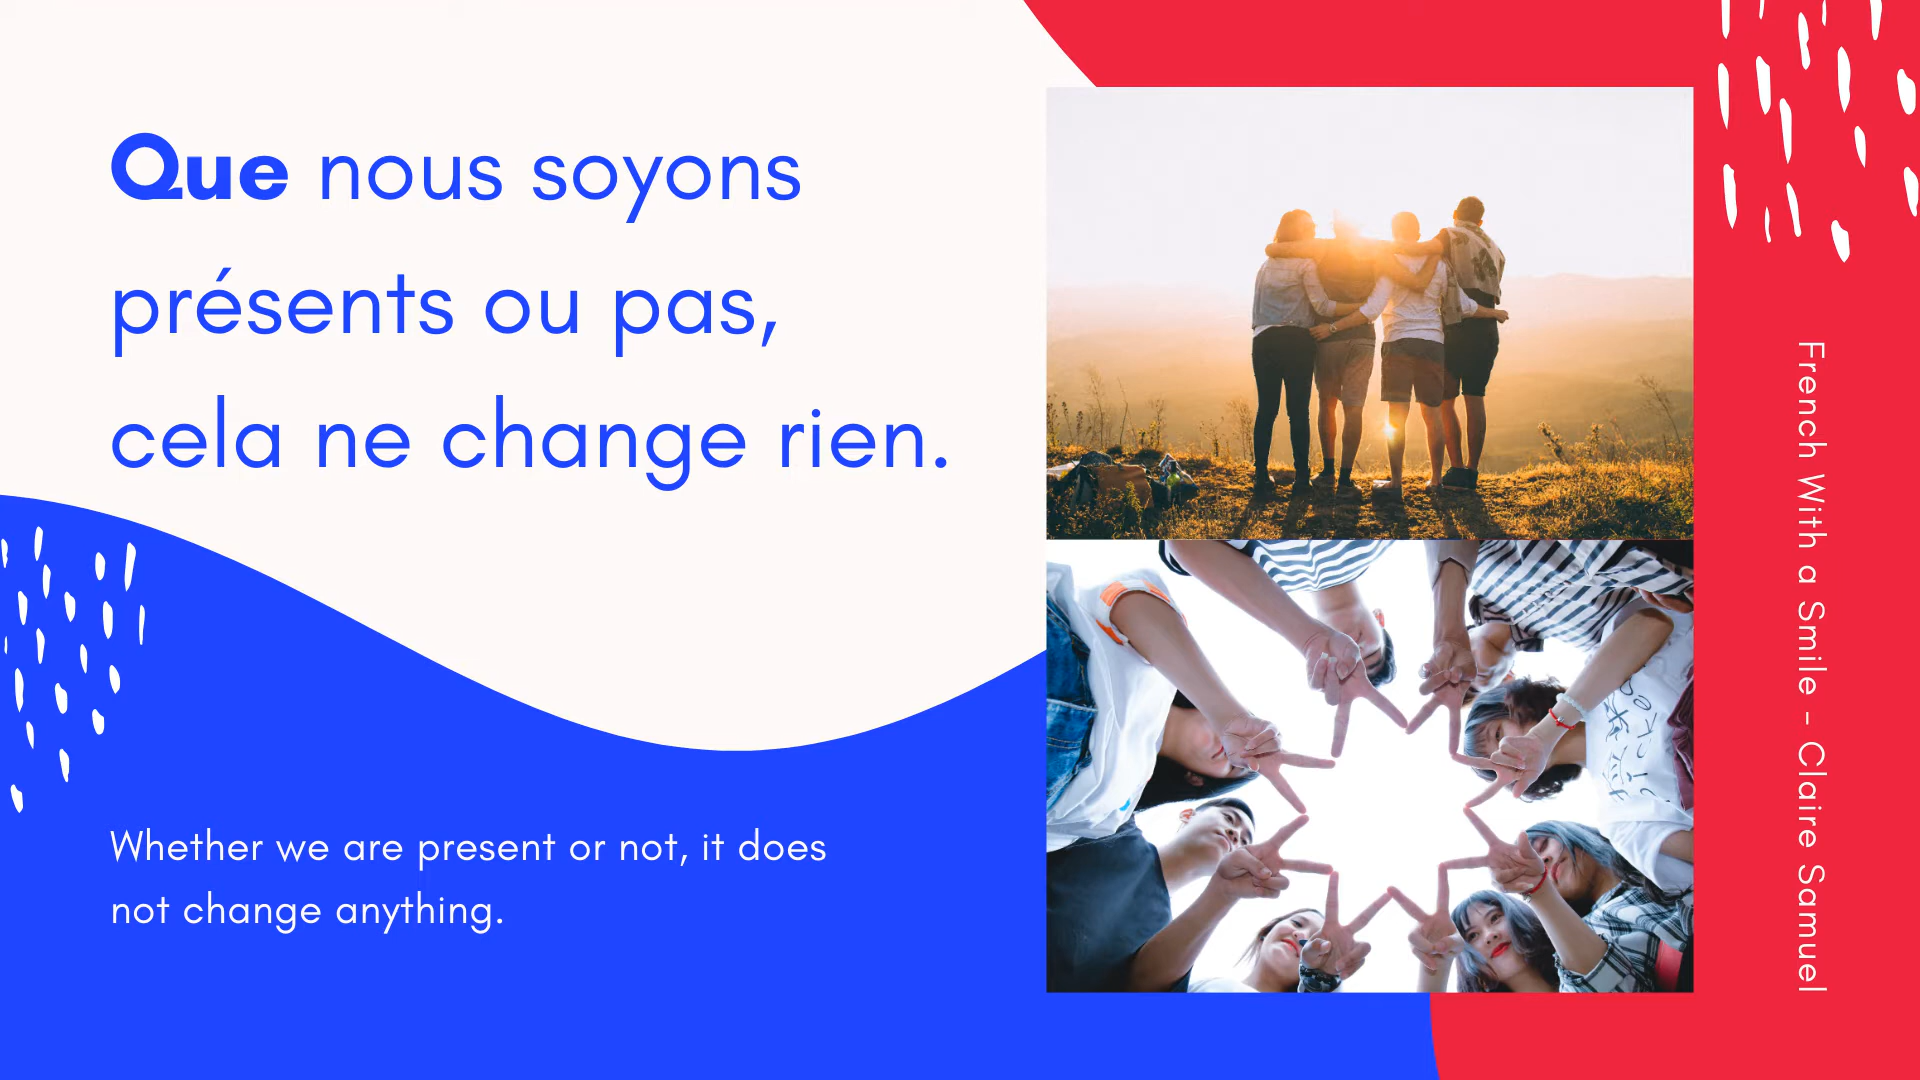 Que nous soyons
présents ou pas,
cela ne change rien.
Whether we are present or not, it does
not change anything.
French With a Smile - Claire Samuel